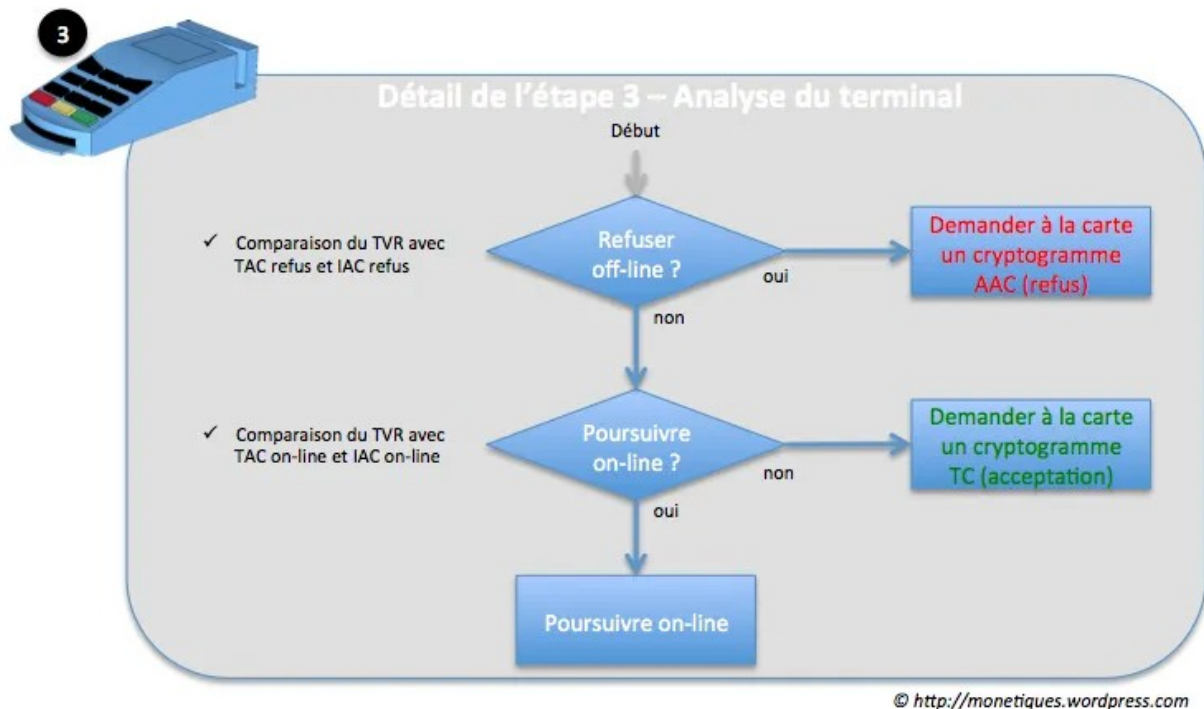 3
Détail de l'étape 3 – Analyse du terminal
Début
✓ Comparaison du TVR avec
TAC refus et IAC refus
Refuser
off-line ?
oui
Demander à la carte
un cryptogramme
AAC (refus)
non
✓ Comparaison du TVR avec
TAC on-line et IAC on-line
Poursuivre
on-line ?
non
Demander à la carte
un cryptogramme
TC (acceptation)
oui
Poursuivre on-line
© http://monetiques.wordpress.com